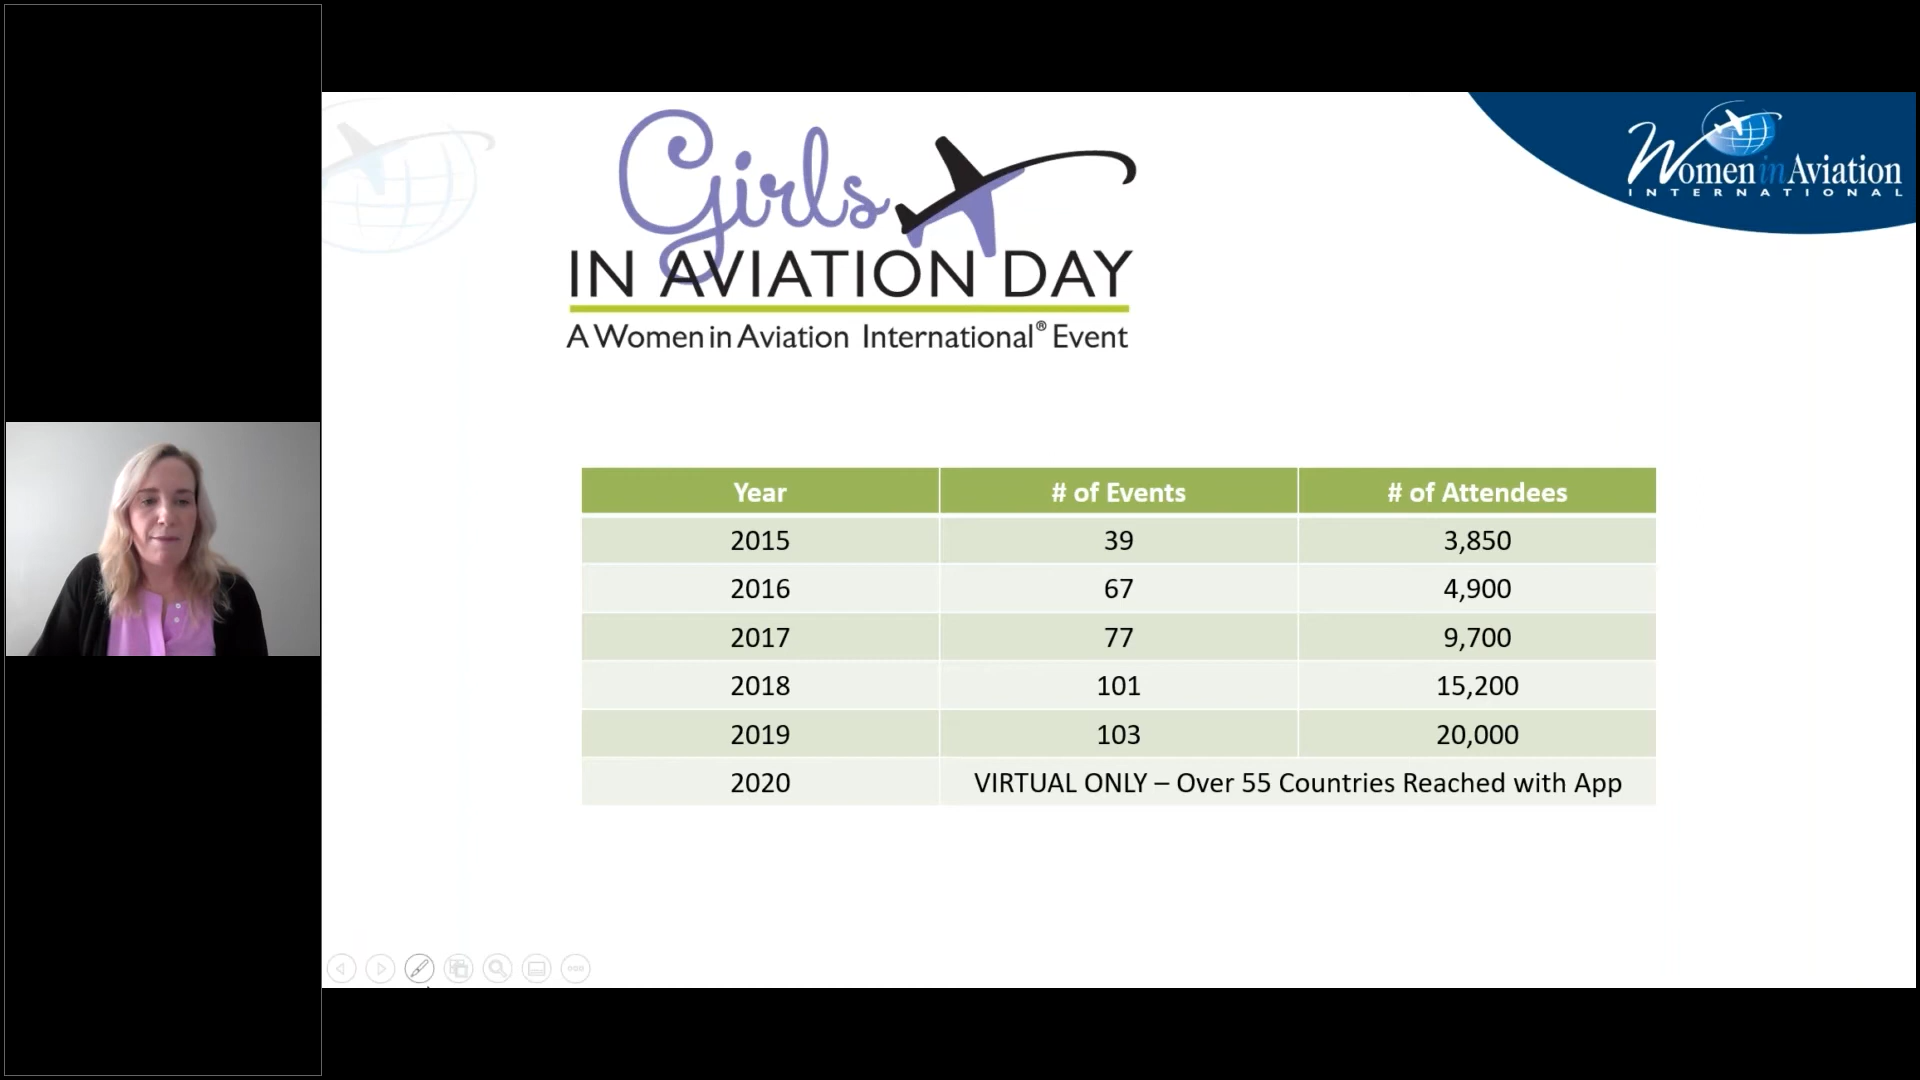 Girls
IN AVIATION DAY
A Women in Aviation International® Event
Women in Aviation
INTERNATIONAL
Year # of Events # of Attendees
2015 39 3,850
2016 67 4,900
2017 77 9,700
2018 101 15,200
2019 103 20,000
2020 VIRTUAL ONLY – Over 55 Countries Reached with App